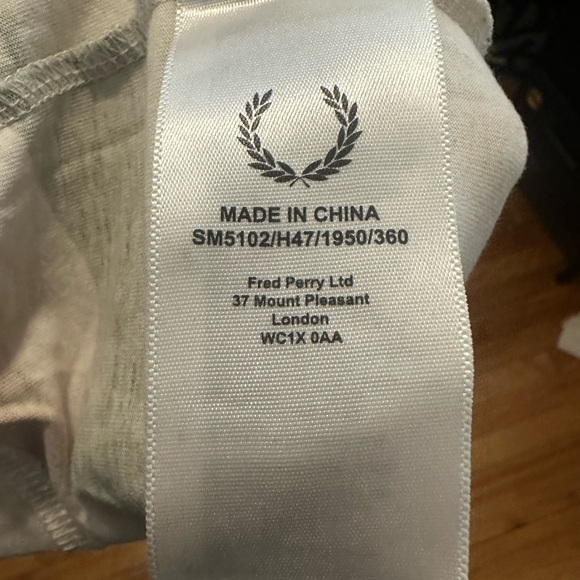 MADE IN CHINA
SM5102/H47/1950/360
Fred Perry Ltd
37 Mount Pleasant
London
WC1X 0AA